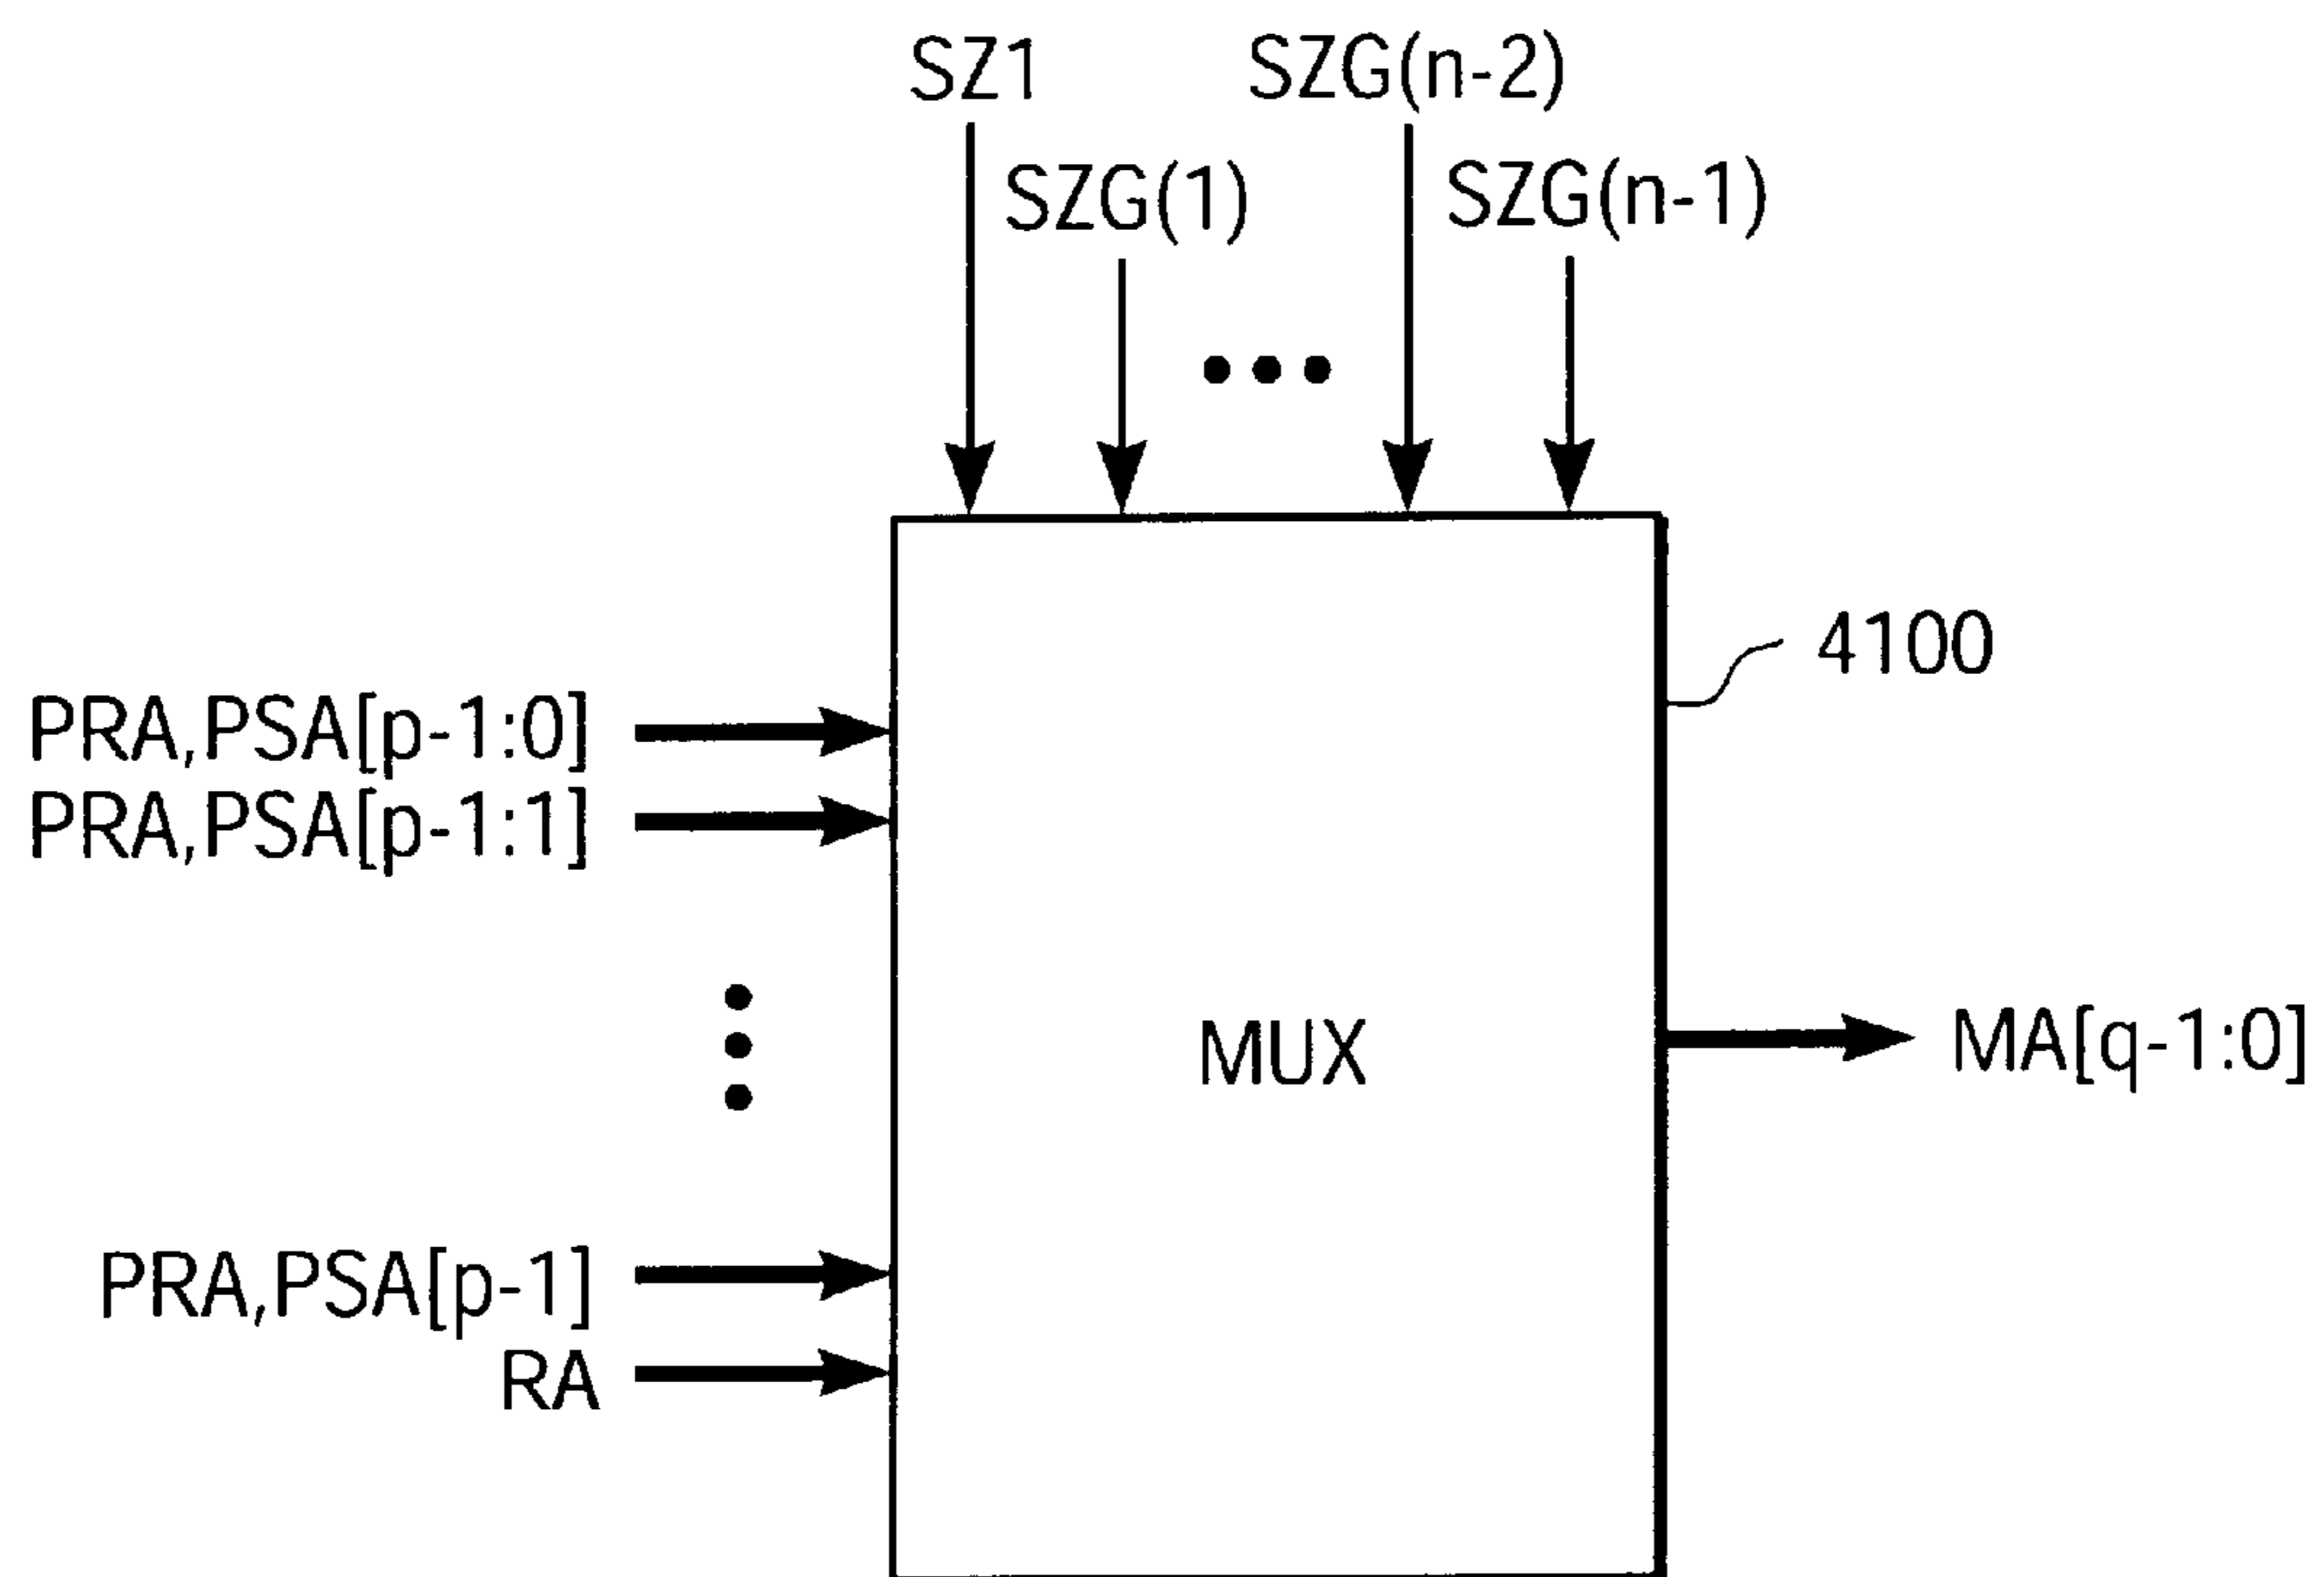 SZ1
SZG(n-2)
SZG(1)
SZG(n-1)
4100
PRA,PSA[p-1:0]
PRA,PSA[p-1:1]
MUX
MA[q-1:0]
PRA,PSA[p-1]
RA